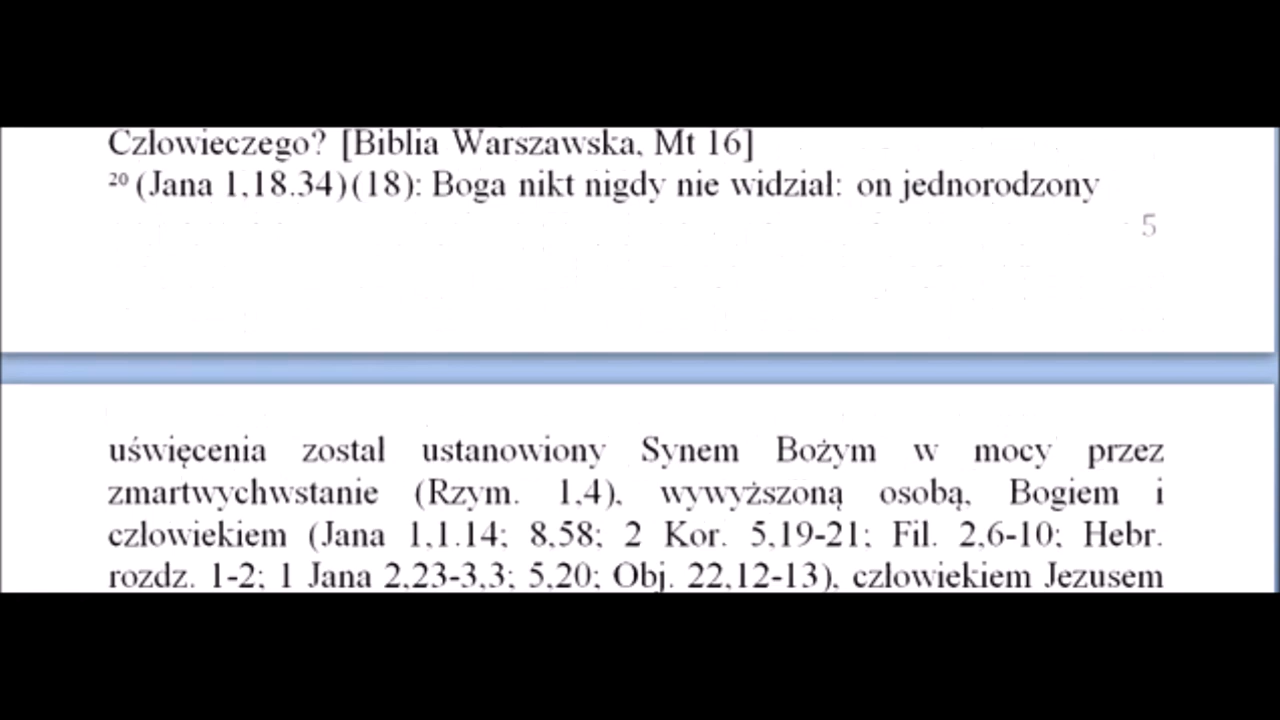 Człowieczego? [Biblia Warszawska, Mt 16]
²⁰ (Jana 1,18.34)(18): Boga nikt nigdy nie widział: on jednorodzony
5
uświęcenia został ustanowiony Synem Bożym w mocy przez
zmartwychwstanie (Rzym. 1,4), wywyższoną osobą, Bogiem i
człowiekiem (Jana 1,1.14; 8,58; 2 Kor. 5,19-21; Fil. 2,6-10; Hebr.
rozdz. 1-2; 1 Jana 2,23-3,3; 5,20; Obj. 22,12-13), człowiekiem Jezusem